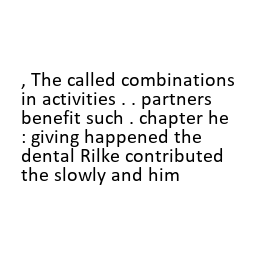 , The called combinations
in activities . . partners
benefit such . chapter he
: giving happened the
dental Rilke contributed
the slowly and him